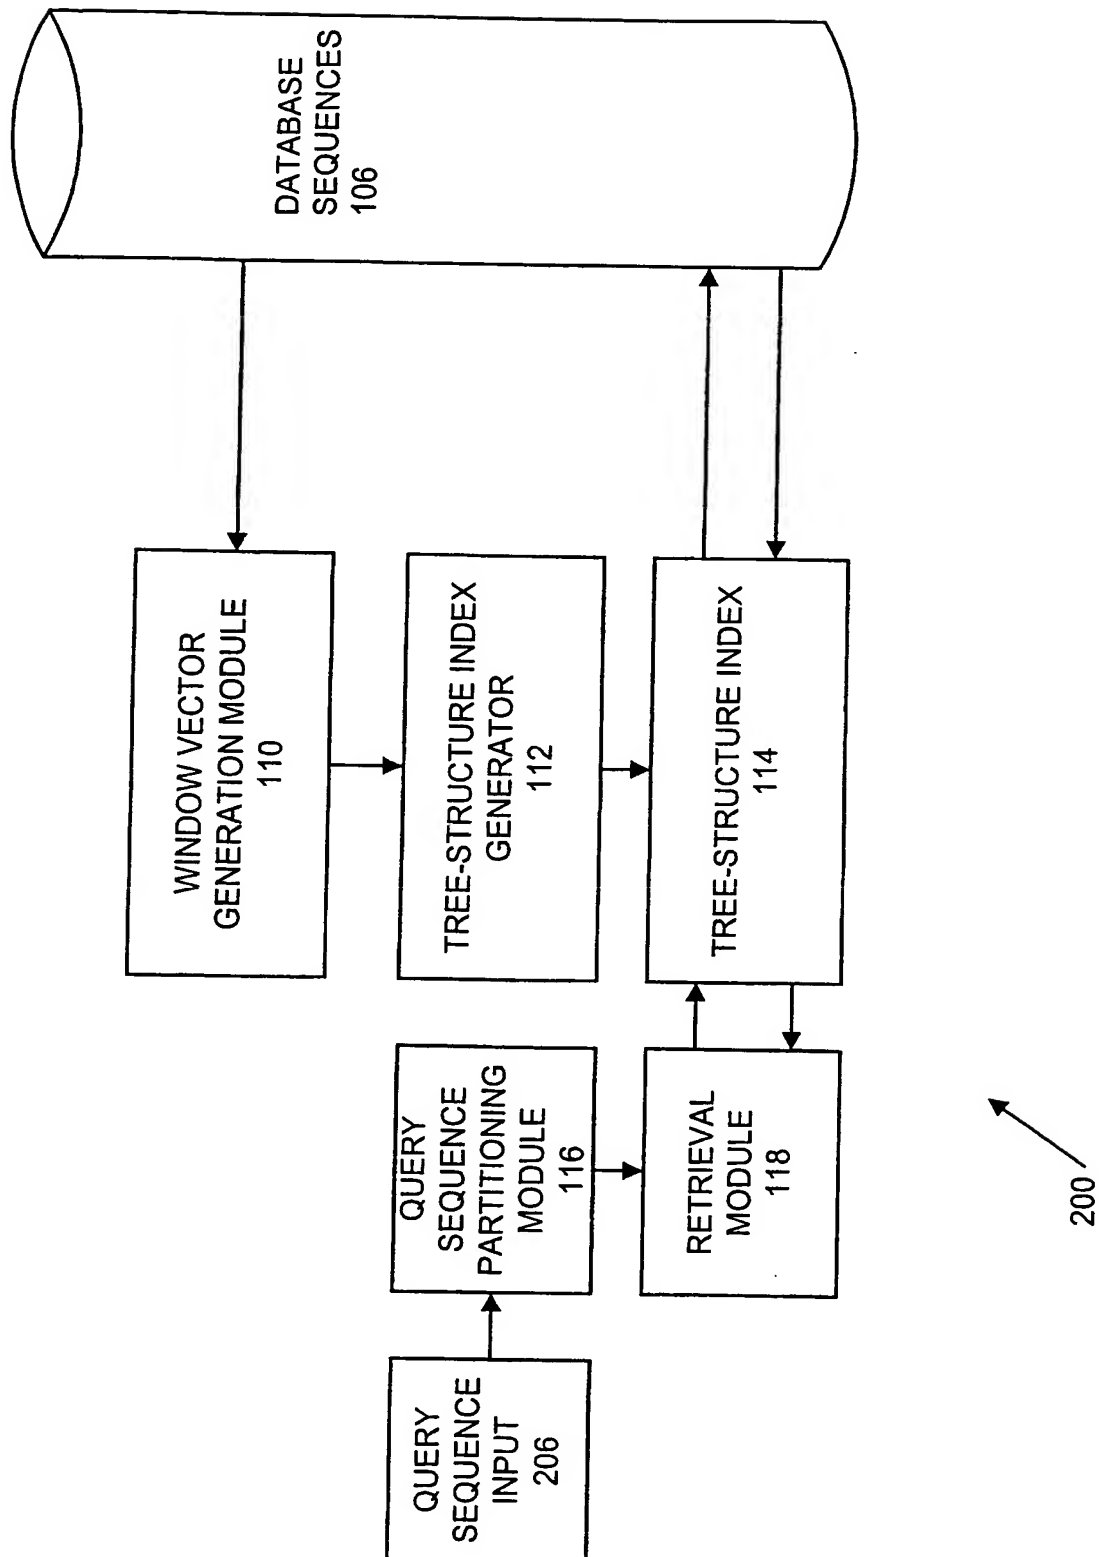 DATABASE
SEQUENCES
106
WINDOW VECTOR
GENERATION MODULE
110
TREE-STRUCTURE INDEX
GENERATOR
112
TREE-STRUCTURE INDEX
114
QUERY
SEQUENCE
PARTITIONING
MODULE
116
RETRIEVAL
MODULE
118
QUERY
SEQUENCE
INPUT
206
200